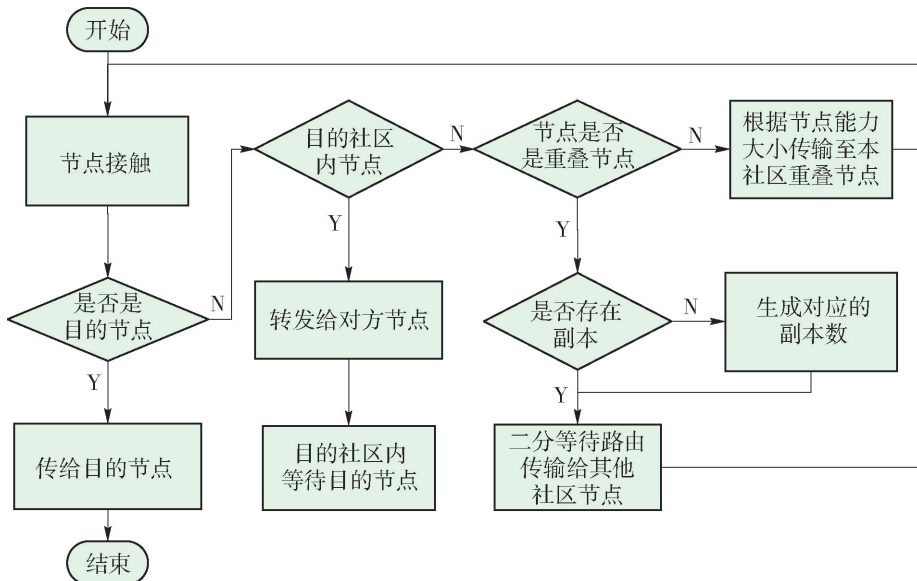 开始
节点接触
是否是
目的节点
N
Y
传给目的节点
结束
目的社区
内节点
N
Y
转发给对方节点
目的社区内
等待目的节点
节点是否
是重叠节点
N
Y
根据节点能力
大小传输至本
社区重叠节点
是否存在
副本
N
Y
生成对应的
副本数
二分等待路由
传输给其他
社区节点